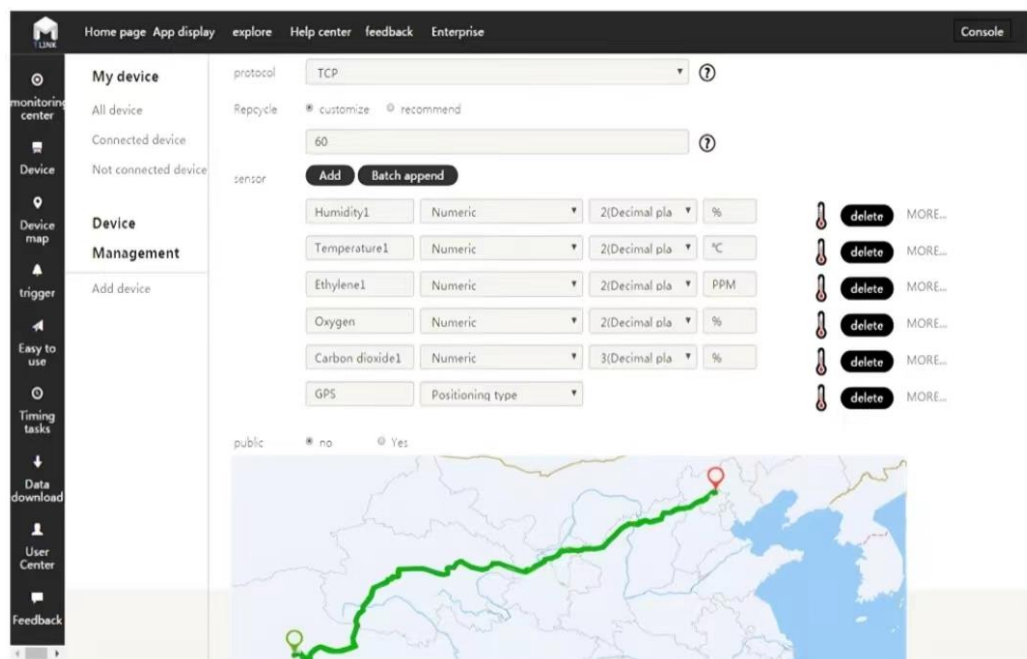 TLINK
Home page App display explore Help center feedback Enterprise Console
monitoring
center
Device
Device
map
trigger
Easy to
use
Timing
tasks
Data
download
User
Center
Feedback
My device
All device
Connected device
Not connected device
Device
Management
Add device
protocol TCP ?
Repcycle customize recommend
60 ?
sensor Add Batch append
Humidity1 Numeric 2(Decimal pla % delete MORE...
Temperature1 Numeric 2(Decimal pla ℃ delete MORE...
Ethylene1 Numeric 2(Decimal pla PPM delete MORE...
Oxygen Numeric 2(Decimal pla % delete MORE...
Carbon dioxide1 Numeric 3(Decimal pla % delete MORE...
GPS Positioning type delete MORE...
public no Yes